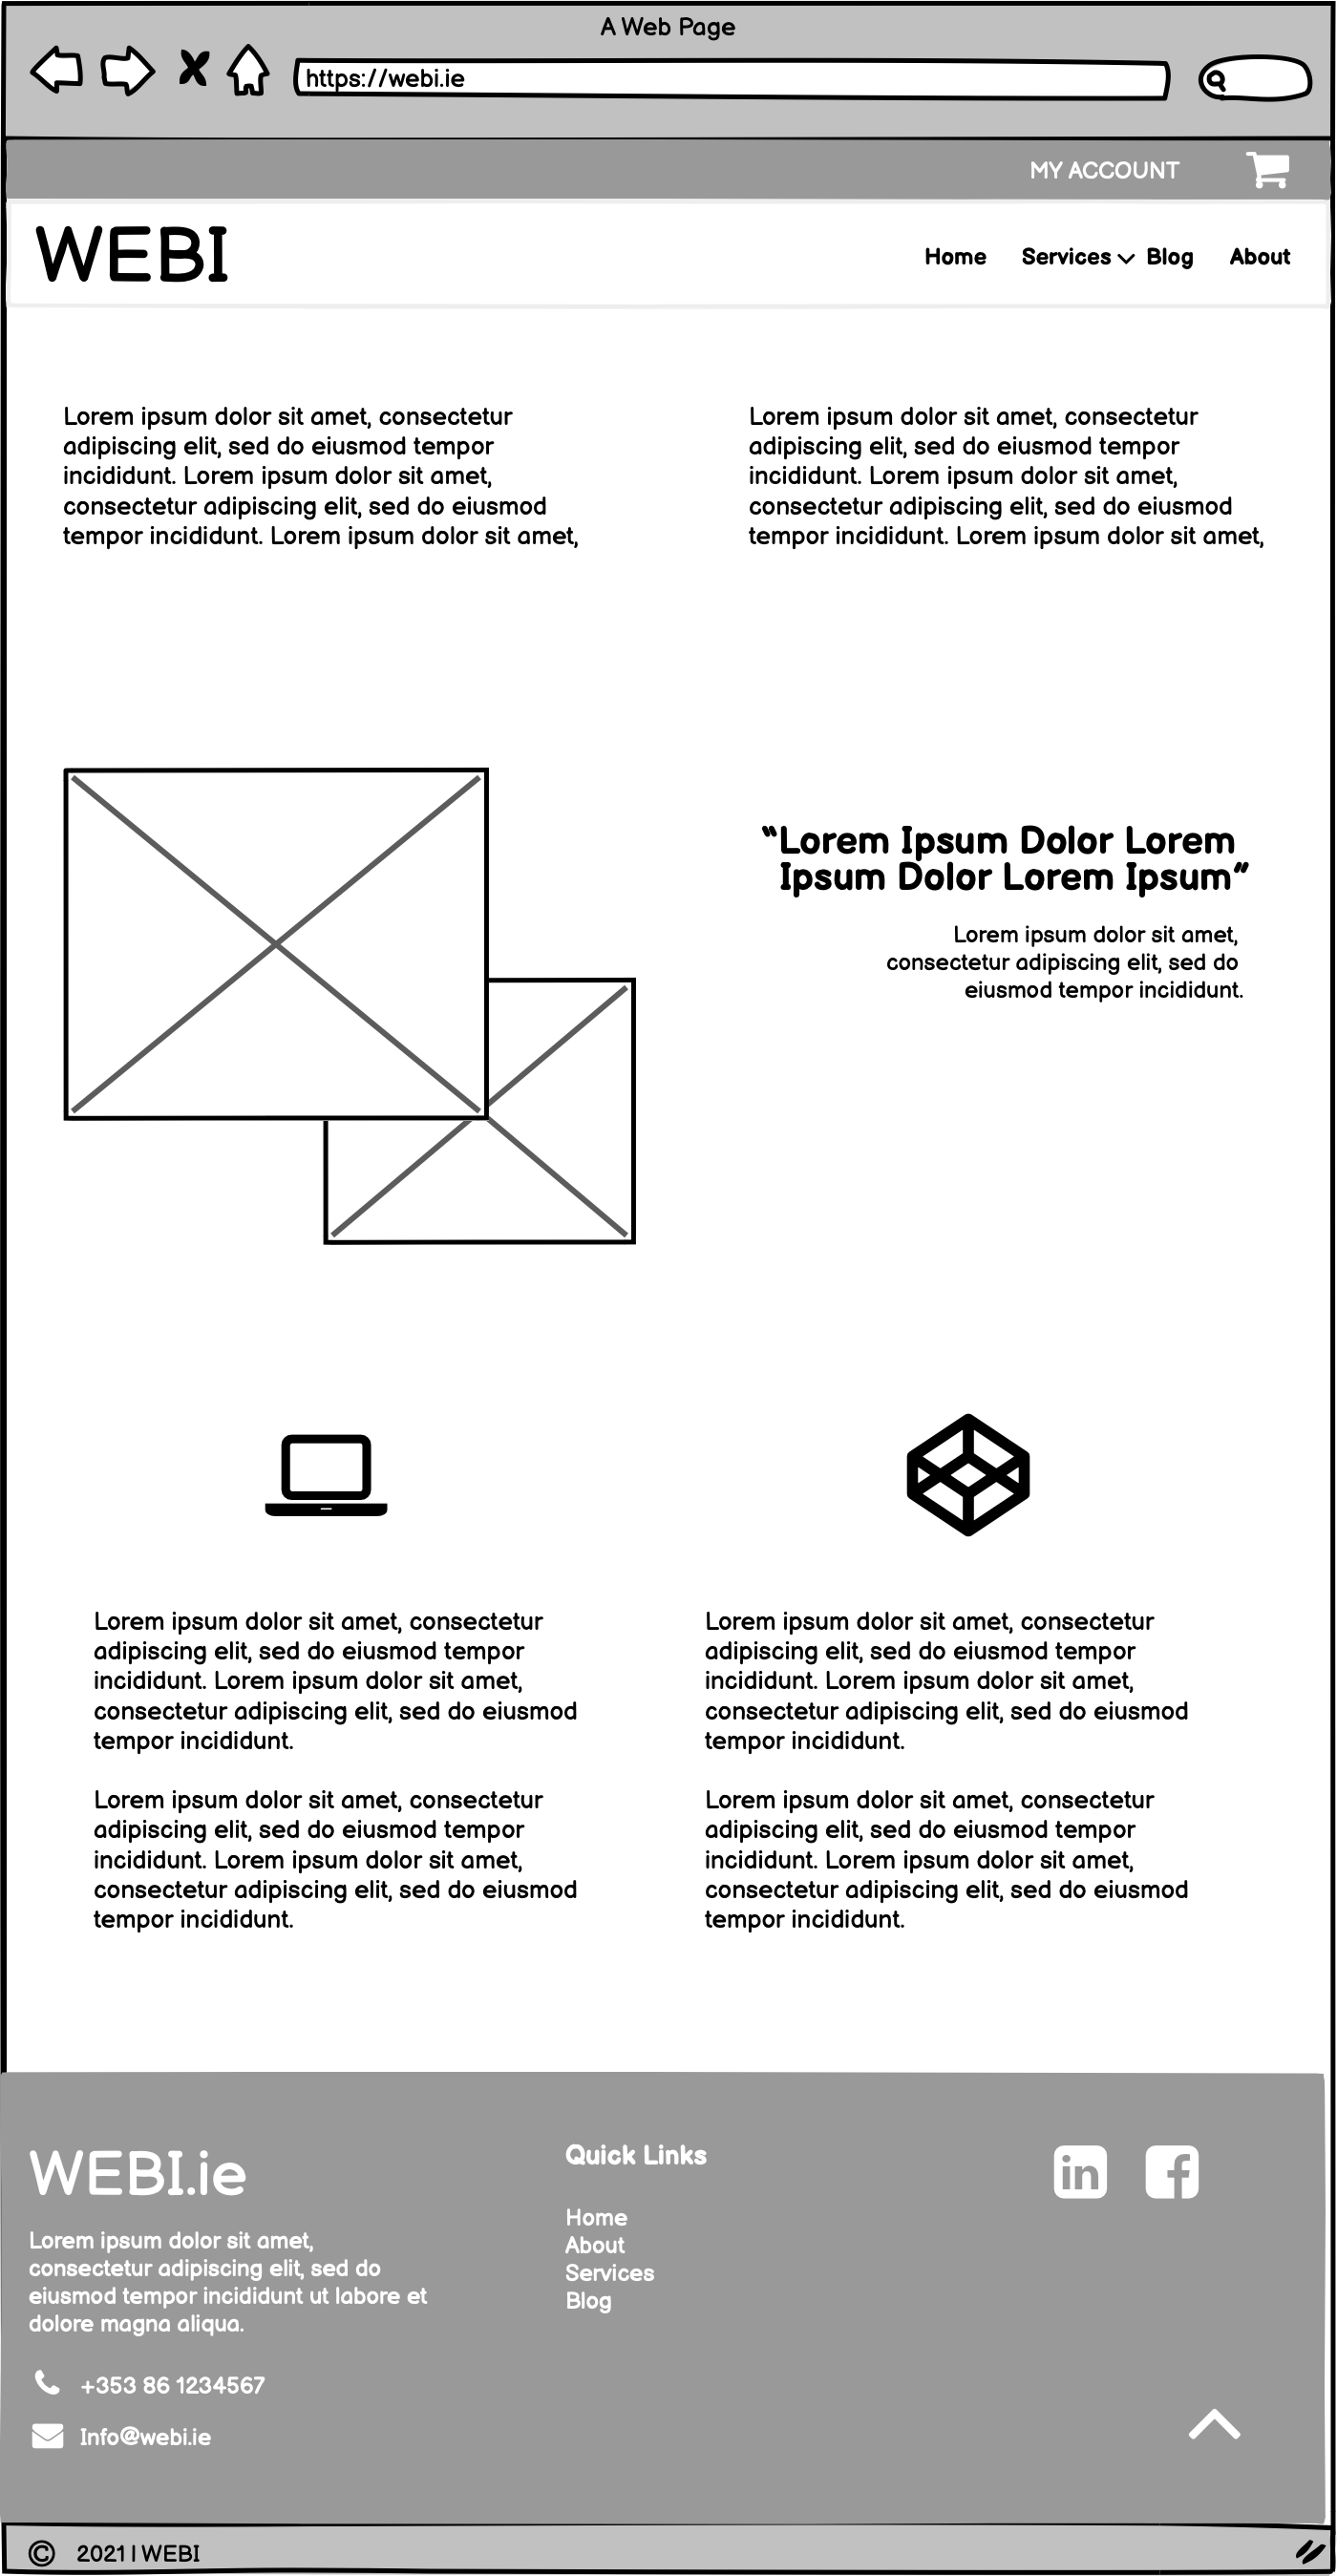 A Web Page
https://webi.ie
MY ACCOUNT
WEBI
Home Services Blog About
Lorem ipsum dolor sit amet, consectetur
adipiscing elit, sed do eiusmod tempor
incididunt. Lorem ipsum dolor sit amet,
consectetur adipiscing elit, sed do eiusmod
tempor incididunt. Lorem ipsum dolor sit amet,
Lorem ipsum dolor sit amet, consectetur
adipiscing elit, sed do eiusmod tempor
incididunt. Lorem ipsum dolor sit amet,
consectetur adipiscing elit, sed do eiusmod
tempor incididunt. Lorem ipsum dolor sit amet,
“Lorem Ipsum Dolor Lorem
Ipsum Dolor Lorem Ipsum”
Lorem ipsum dolor sit amet,
consectetur adipiscing elit, sed do
eiusmod tempor incididunt.
Lorem ipsum dolor sit amet, consectetur
adipiscing elit, sed do eiusmod tempor
incididunt. Lorem ipsum dolor sit amet,
consectetur adipiscing elit, sed do eiusmod
tempor incididunt.
Lorem ipsum dolor sit amet, consectetur
adipiscing elit, sed do eiusmod tempor
incididunt. Lorem ipsum dolor sit amet,
consectetur adipiscing elit, sed do eiusmod
tempor incididunt.
Lorem ipsum dolor sit amet, consectetur
adipiscing elit, sed do eiusmod tempor
incididunt. Lorem ipsum dolor sit amet,
consectetur adipiscing elit, sed do eiusmod
tempor incididunt.
Lorem ipsum dolor sit amet, consectetur
adipiscing elit, sed do eiusmod tempor
incididunt. Lorem ipsum dolor sit amet,
consectetur adipiscing elit, sed do eiusmod
tempor incididunt.
WEBI.ie
Lorem ipsum dolor sit amet,
consectetur adipiscing elit, sed do
eiusmod tempor incididunt ut labore et
dolore magna aliqua.
+353 86 1234567
Info@webi.ie
Quick Links
Home
About
Services
Blog
in f
© 2021 | WEBI